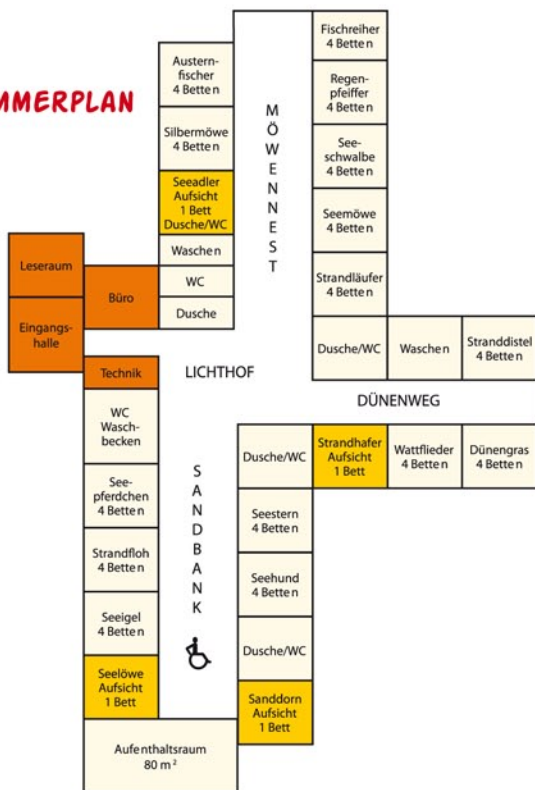 MMERPLAN
Austern-
fischer
4 Betten
Silbermöwe
4 Betten
Seeadler
Aufsicht
1 Bett
Dusche/WC
Waschen
WC
Dusche
Leseraum
Büro
Eingangs-
halle
Technik
WC
Wasch-
becken
See-
pferdchen
4 Betten
Strandfloh
4 Betten
Seeigel
4 Betten
Seelöwe
Aufsicht
1 Bett
Aufenthaltsraum
80 m²
MÖWENNEST
LICHTHOF
SANDBANK
Fischreiher
4 Betten
Regen-
pfeiffer
4 Betten
See-
schwalbe
4 Betten
Seemöwe
4 Betten
Strandläufer
4 Betten
Dusche/WC
Waschen
Stranddistel
4 Betten
DÜNENWEG
Dusche/WC
Strandhafer
Aufsicht
1 Bett
Wattflieder
4 Betten
Dünengras
4 Betten
Seestern
4 Betten
Seehund
4 Betten
Dusche/WC
Sanddorn
Aufsicht
1 Bett